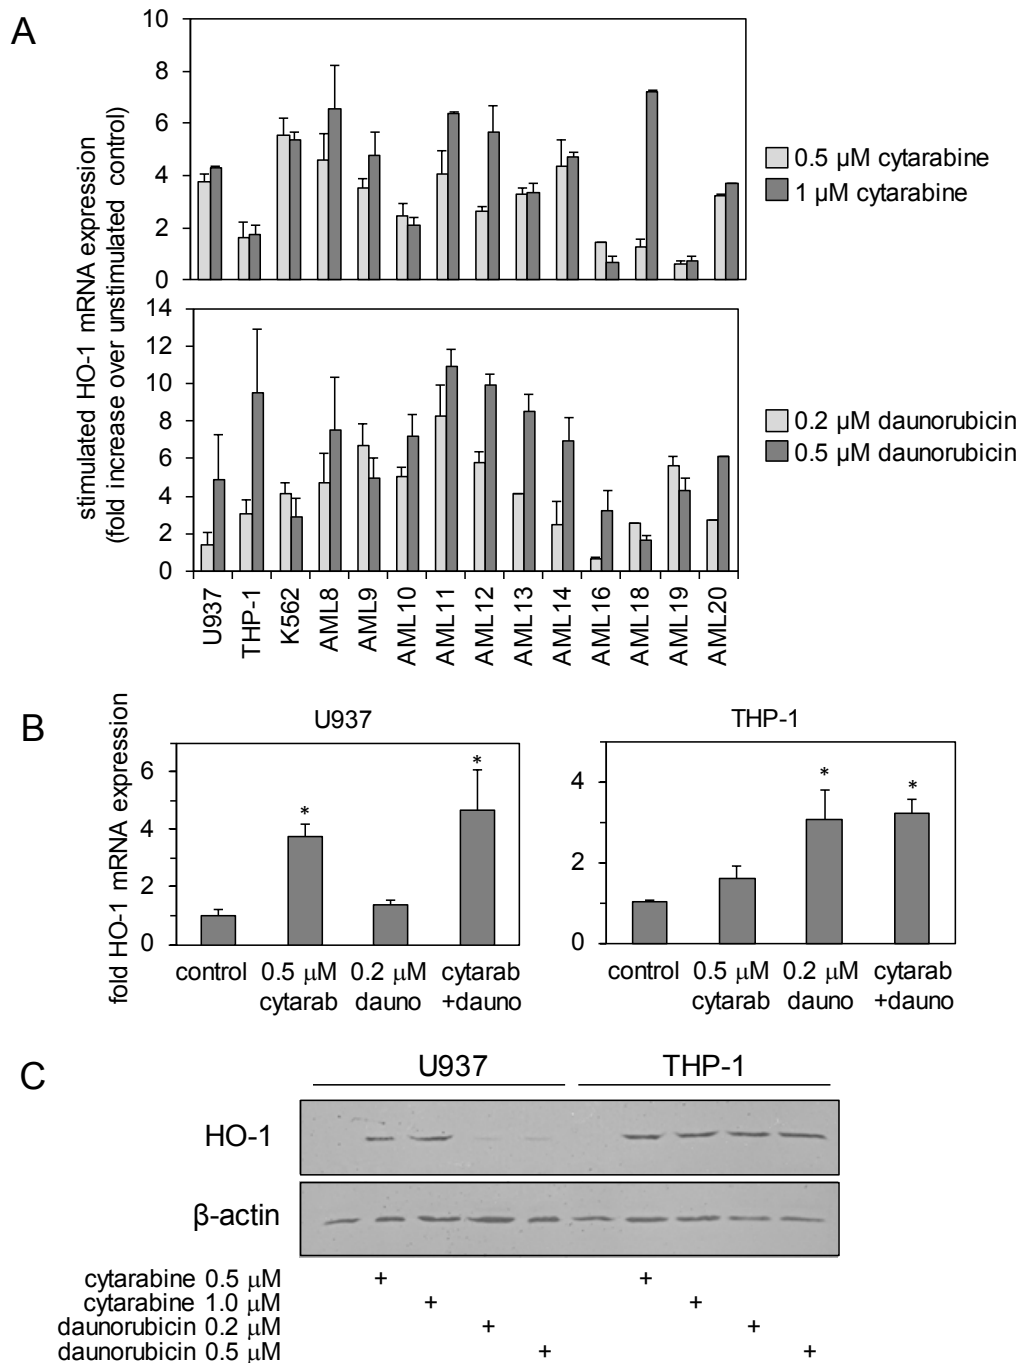 A
stimulated HO-1 mRNA expression
(fold increase over unstimulated control)
10
8
6
4
2
0
0.5 µM cytarabine
1 µM cytarabine
14
12
10
8
6
4
2
0
0.2 µM daunorubicin
0.5 µM daunorubicin
U937
THP-1
K562
AML8
AML9
AML10
AML11
AML12
AML13
AML14
AML16
AML18
AML19
AML20
B
fold HO-1 mRNA expression
U937
6
4
2
0
*
*
control
0.5 µM
cytarab
0.2 µM
dauno
cytarab
+dauno
THP-1
4
2
0
*
*
control
0.5 µM
cytarab
0.2 µM
dauno
cytarab
+dauno
C
U937 THP-1
HO-1
β-actin
cytarabine 0.5 µM + +
cytarabine 1.0 µM + +
daunorubicin 0.2 µM + +
daunorubicin 0.5 µM + +